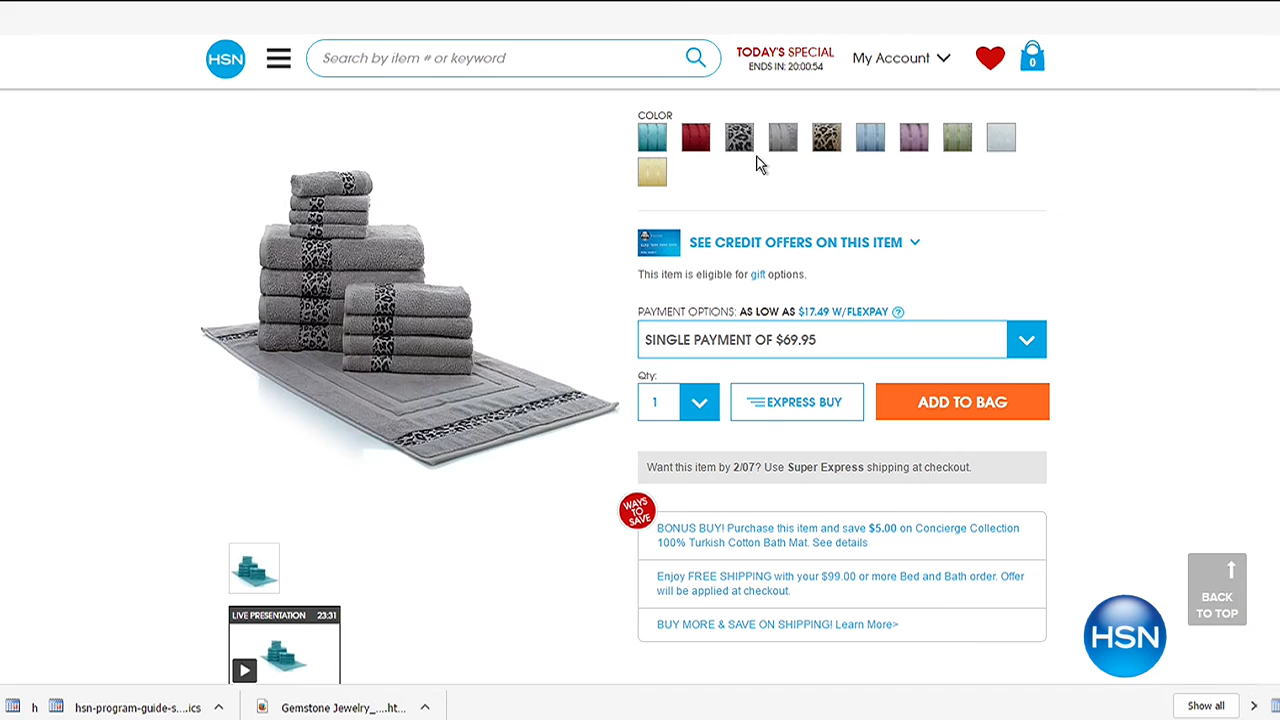 HSN
Search by item # or keyword
TODAY'S SPECIAL
ENDS IN: 20:00:54
My Account
0
COLOR
SEE CREDIT OFFERS ON THIS ITEM
This item is eligible for gift options.
PAYMENT OPTIONS: AS LOW AS $17.49 W/FLEXPAY ?
SINGLE PAYMENT OF $69.95
Qty:
1
EXPRESS BUY
ADD TO BAG
Want this item by 2/07? Use Super Express shipping at checkout.
WAYS
TO
SAVE
BONUS BUY! Purchase this item and save $5.00 on Concierge Collection
100% Turkish Cotton Bath Mat. See details
Enjoy FREE SHIPPING with your $99.00 or more Bed and Bath order. Offer
will be applied at checkout.
BUY MORE & SAVE ON SHIPPING! Learn More>
LIVE PRESENTATION 23:31
BACK
TO TOP
HSN
h
hsn-program-guide-s....ics
Gemstone Jewelry_....ht...
Show all